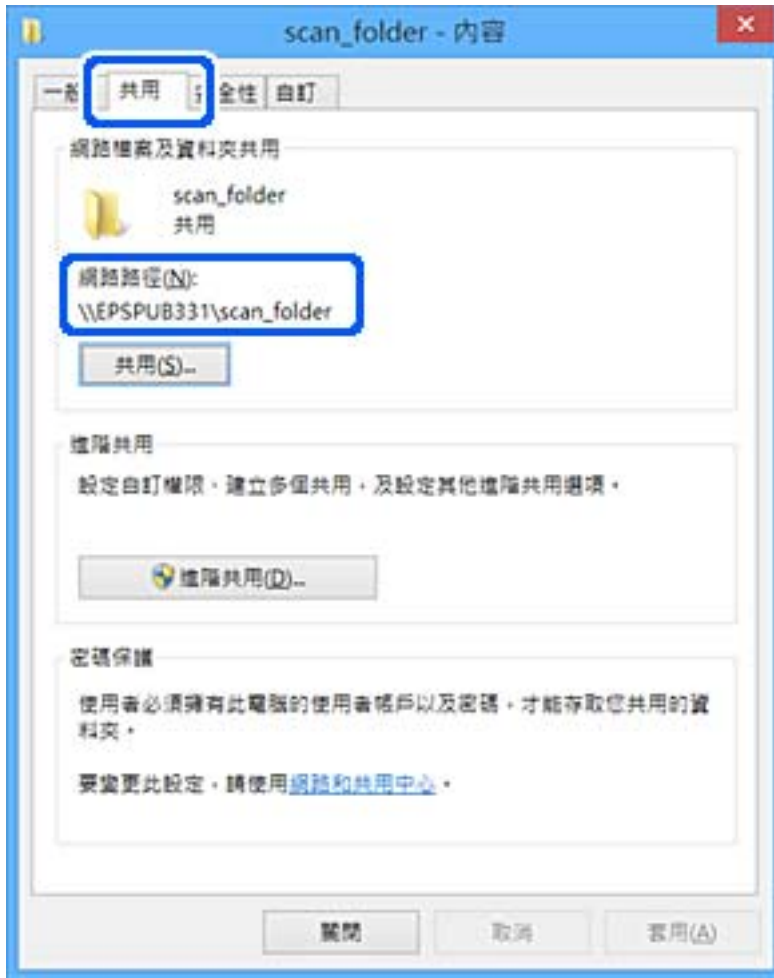 scan_folder - 內容
一般
共用
安全性
自訂
網路檔案及資料夾共用
scan_folder
共用
網路路徑(N):
\\EPSPUB331\scan_folder
共用(S)...
進階共用
設定自訂權限、建立多個共用，及設定其他進階共用選項。
進階共用(D)...
密碼保護
使用者必須擁有此電腦的使用者帳戶以及密碼，才能存取您共用的資
料夾。
要變更此設定，請使用網路和共用中心。
關閉
取消
套用(A)